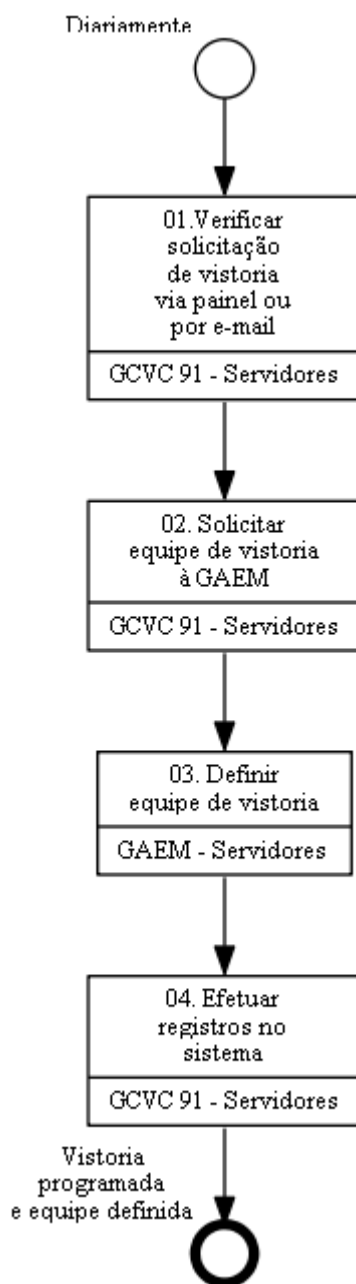 Diariamente
01.Verificar
solicitação
de vistoria
via painel ou
por e-mail
GCVC 91 - Servidores
02. Solicitar
equipe de vistoria
à GAEM
GCVC 91 - Servidores
03. Definir
equipe de vistoria
GAEM - Servidores
04. Efetuar
registros no
sistema
GCVC 91 - Servidores
Vistoria
programada
e equipe definida